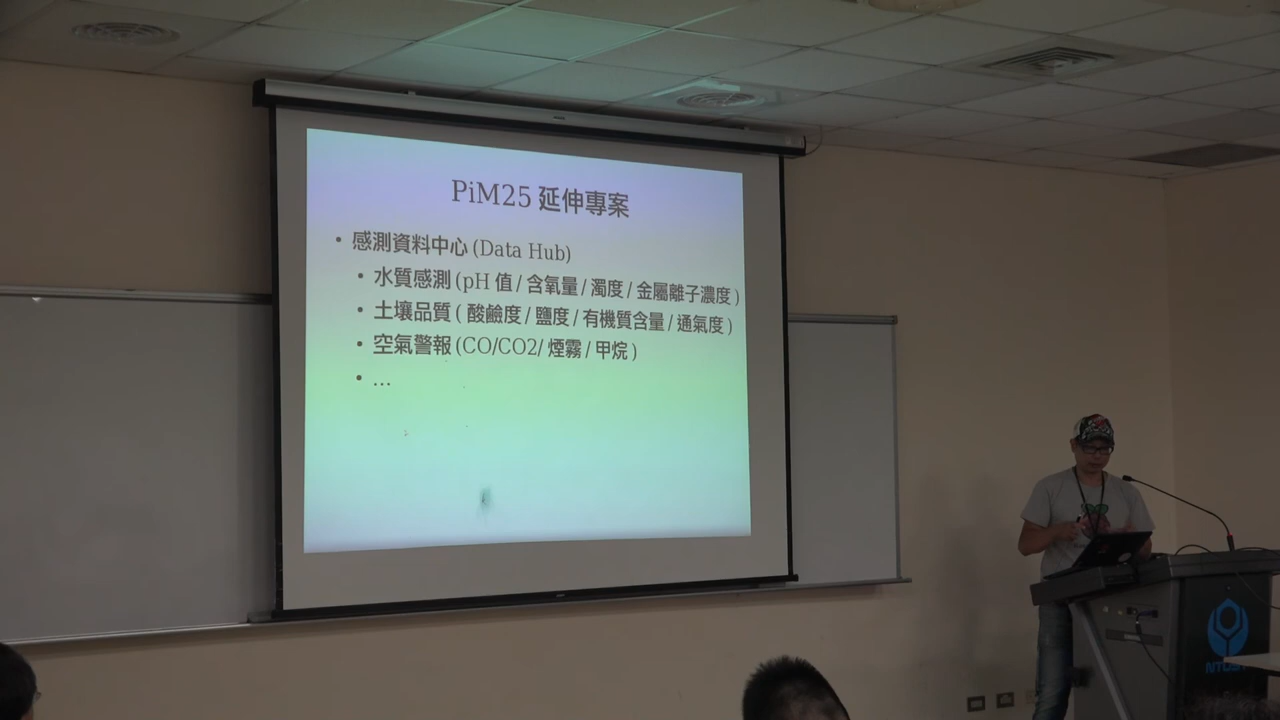 PiM25 延伸專案
• 感測資料中心 (Data Hub)
• 水質感測 (pH 值 / 含氧量 / 濁度 / 金屬離子濃度 )
• 土壤品質 ( 酸鹼度 / 鹽度 / 有機質含量 / 通氣度 )
• 空氣警報 (CO/CO2/ 煙霧 / 甲烷 )
• ...